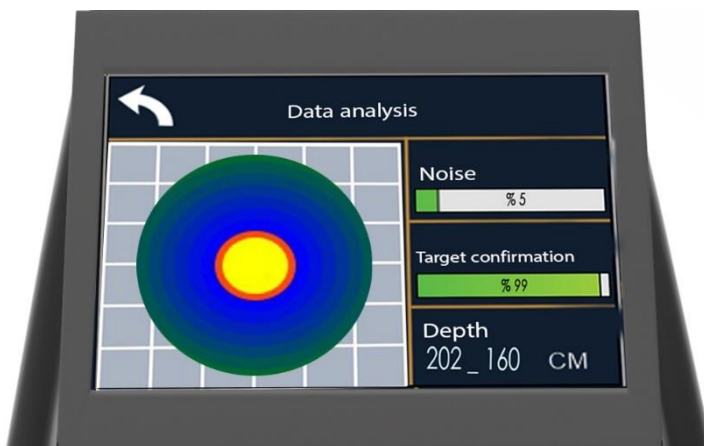 Data analysis
Noise
% 5
Target confirmation
% 99
Depth
202 _ 160 CM